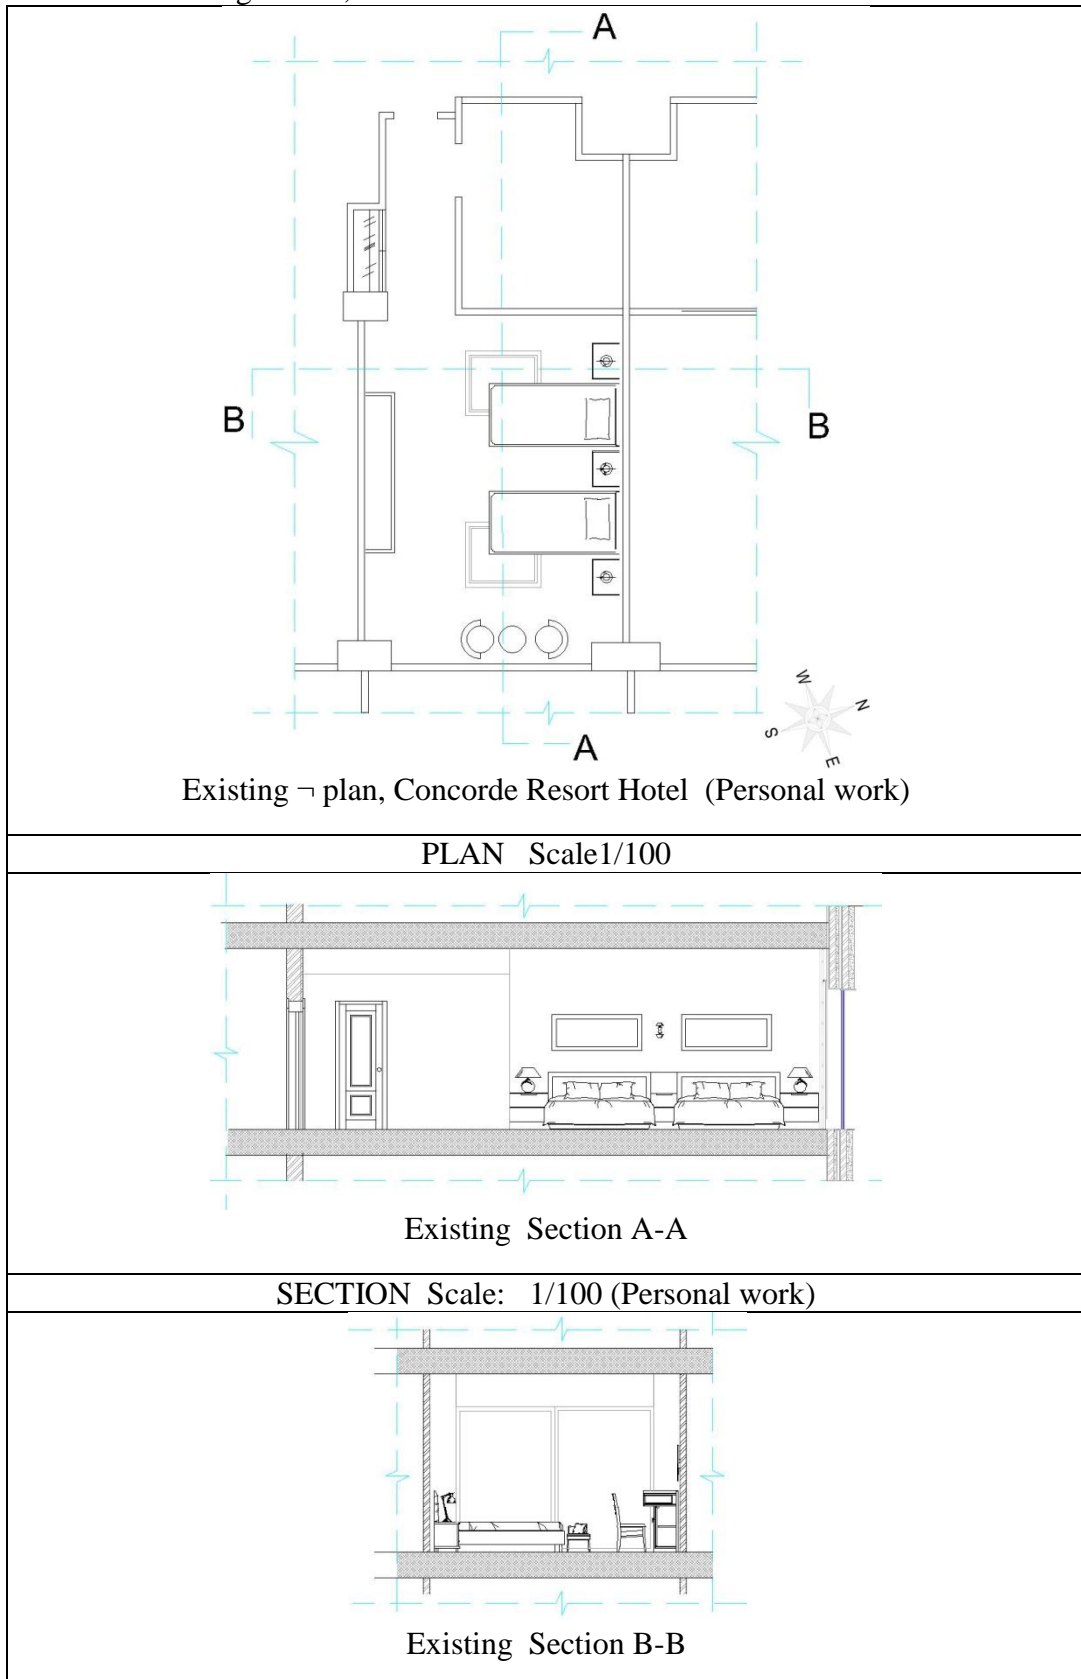 A
B
B
W
N
S
E
A
Existing ¬ plan, Concorde Resort Hotel (Personal work)
PLAN Scale1/100
Existing Section A-A
SECTION Scale: 1/100 (Personal work)
Existing Section B-B